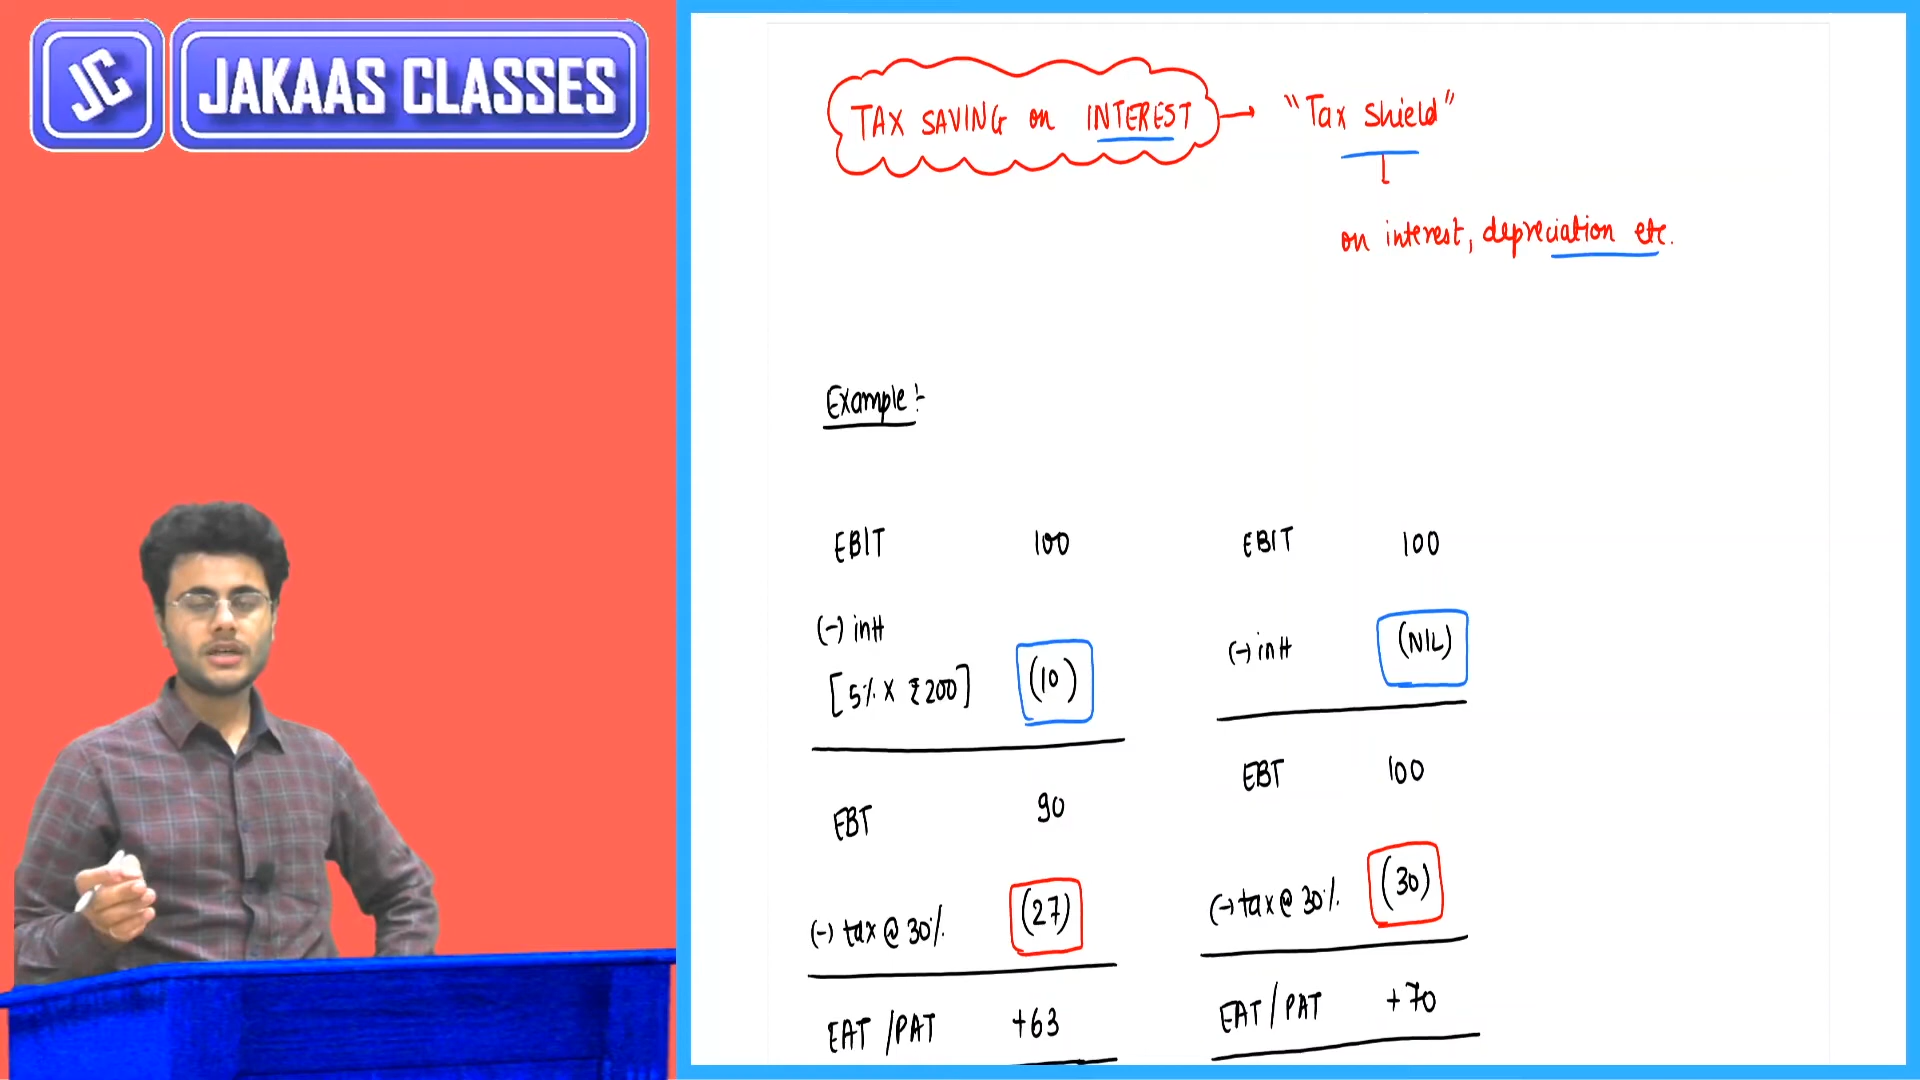 JC JAKAAS CLASSES
TAX SAVING on INTEREST → "Tax Shield"
on interest, depreciation etc.
Example :-
EBIT 100
(-) intt
[5% x ₹200] (10)
EBT 90
(-) tax @ 30% (27)
EAT / PAT +63
EBIT 100
(-) intt (NIL)
EBT 100
(-) tax @ 30% (30)
EAT / PAT +70